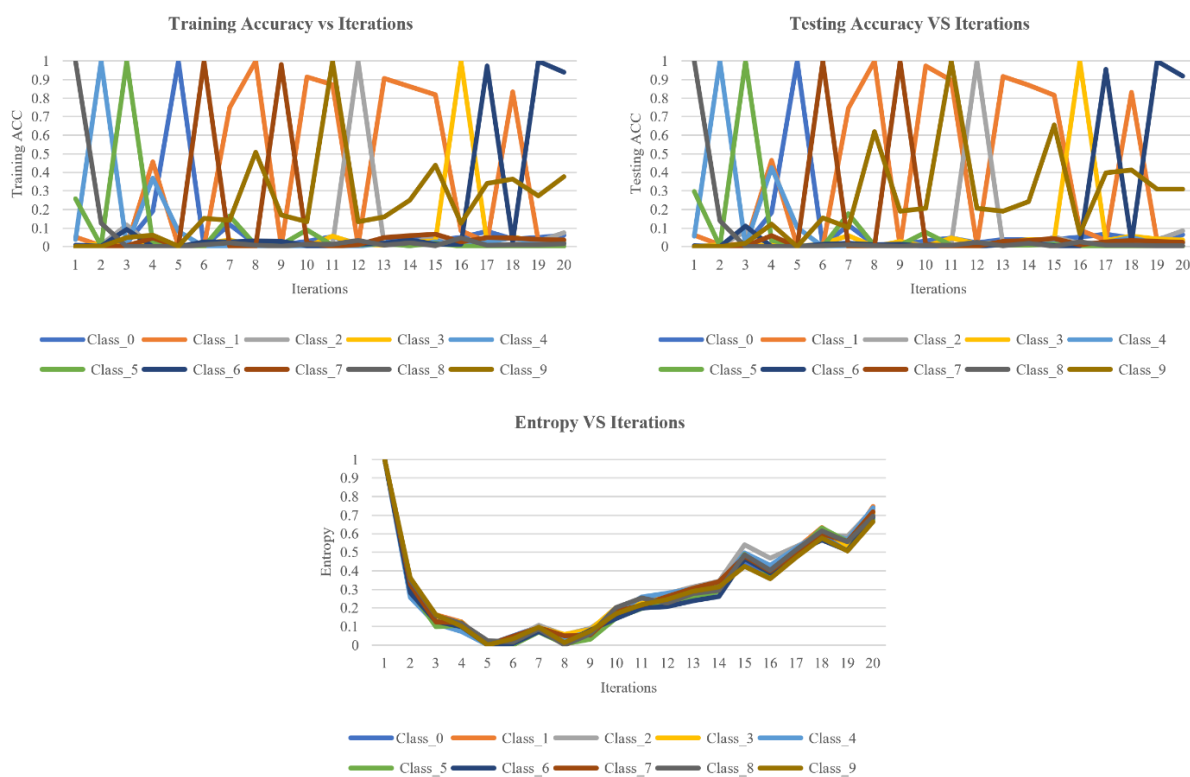 Training Accuracy vs Iterations
1
0.9
0.8
0.7
0.6
0.5
0.4
0.3
0.2
0.1
0
Training ACC
1 2 3 4 5 6 7 8 9 10 11 12 13 14 15 16 17 18 19 20
Iterations
Class_0 Class_1 Class_2 Class_3 Class_4
Class_5 Class_6 Class_7 Class_8 Class_9
Testing Accuracy VS Iterations
1
0.9
0.8
0.7
0.6
0.5
0.4
0.3
0.2
0.1
0
Testing ACC
1 2 3 4 5 6 7 8 9 10 11 12 13 14 15 16 17 18 19 20
Iterations
Class_0 Class_1 Class_2 Class_3 Class_4
Class_5 Class_6 Class_7 Class_8 Class_9
Entropy VS Iterations
1
0.9
0.8
0.7
0.6
0.5
0.4
0.3
0.2
0.1
0
Entropy
1 2 3 4 5 6 7 8 9 10 11 12 13 14 15 16 17 18 19 20
Iterations
Class_0 Class_1 Class_2 Class_3 Class_4
Class_5 Class_6 Class_7 Class_8 Class_9